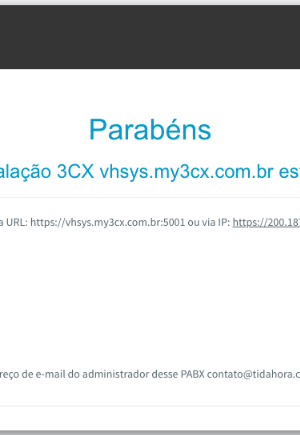 Parabéns
alação 3CX vhsys.my3cx.com.br es
a URL: https://vhsys.my3cx.com.br:5001 ou via IP: https://200.18
reço de e-mail do administrador desse PABX contato@tidahora.c